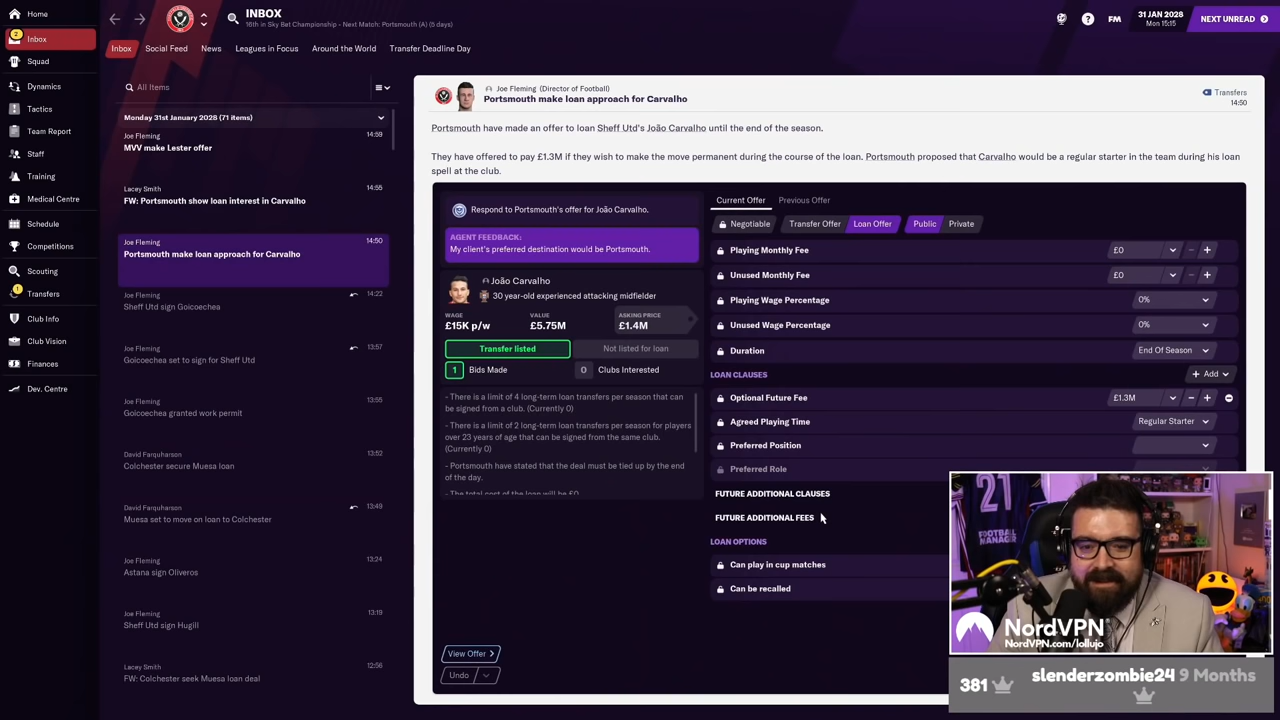 Home
INBOX
16th in Sky Bet Championship - Next Match: Portsmouth (A) (5 days)
FM
31 JAN 2028
Mon 15:15
NEXT UNREAD
2
Inbox
Squad
Dynamics
Tactics
Team Report
Staff
Training
Medical Centre
Schedule
Competitions
Scouting
1
Transfers
Club Info
Club Vision
Finances
Dev. Centre
Inbox
Social Feed
News
Leagues in Focus
Around the World
Transfer Deadline Day
All Items
Monday 31st January 2028 (71 items)
Joe Fleming 14:59
MVV make Lester offer
Lacey Smith 14:55
FW: Portsmouth show loan interest in Carvalho
Joe Fleming 14:50
Portsmouth make loan approach for Carvalho
Joe Fleming 14:22
Sheff Utd sign Goicoechea
Joe Fleming 13:57
Goicoechea set to sign for Sheff Utd
Joe Fleming 13:55
Goicoechea granted work permit
David Farquharson 13:52
Colchester secure Muesa loan
David Farquharson 13:49
Muesa set to move on loan to Colchester
Joe Fleming 13:24
Astana sign Oliveros
Joe Fleming 13:19
Sheff Utd sign Hugill
Lacey Smith 12:56
FW: Colchester seek Muesa loan deal
Joe Fleming (Director of Football)
Portsmouth make loan approach for Carvalho
Transfers
14:50
Portsmouth have made an offer to loan Sheff Utd's João Carvalho until the end of the season.
They have offered to pay £1.3M if they wish to make the move permanent during the course of the loan. Portsmouth proposed that Carvalho would be a regular starter in the team during his loan
spell at the club.
Respond to Portsmouth's offer for João Carvalho.
AGENT FEEDBACK:
My client's preferred destination would be Portsmouth.
João Carvalho
30 year-old experienced attacking midfielder
WAGE VALUE ASKING PRICE
£15K p/w £5.75M £1.4M
Transfer listed
Not listed for loan
1 Bids Made
0 Clubs Interested
- There is a limit of 4 long-term loan transfers per season that can
be signed from a club. (Currently 0)
- There is a limit of 2 long-term loan transfers per season for players
over 23 years of age that can be signed from the same club.
(Currently 0)
- Portsmouth have stated that the deal must be tied up by the end
of the day.
- The total cost of the loan will be £0
View Offer
Undo
Current Offer
Previous Offer
Negotiable
Transfer Offer
Loan Offer
Public
Private
Playing Monthly Fee £0
Unused Monthly Fee £0
Playing Wage Percentage 0%
Unused Wage Percentage 0%
Duration End Of Season
LOAN CLAUSES
Add
Optional Future Fee £1.3M
Agreed Playing Time Regular Starter
Preferred Position
Preferred Role
FUTURE ADDITIONAL CLAUSES
FUTURE ADDITIONAL FEES
LOAN OPTIONS
Can play in cup matches
Can be recalled
21
FOOTBALL
MANAGER
NordVPN®
NordVPN.com/lollujo
381
slenderzombie24 9 Months